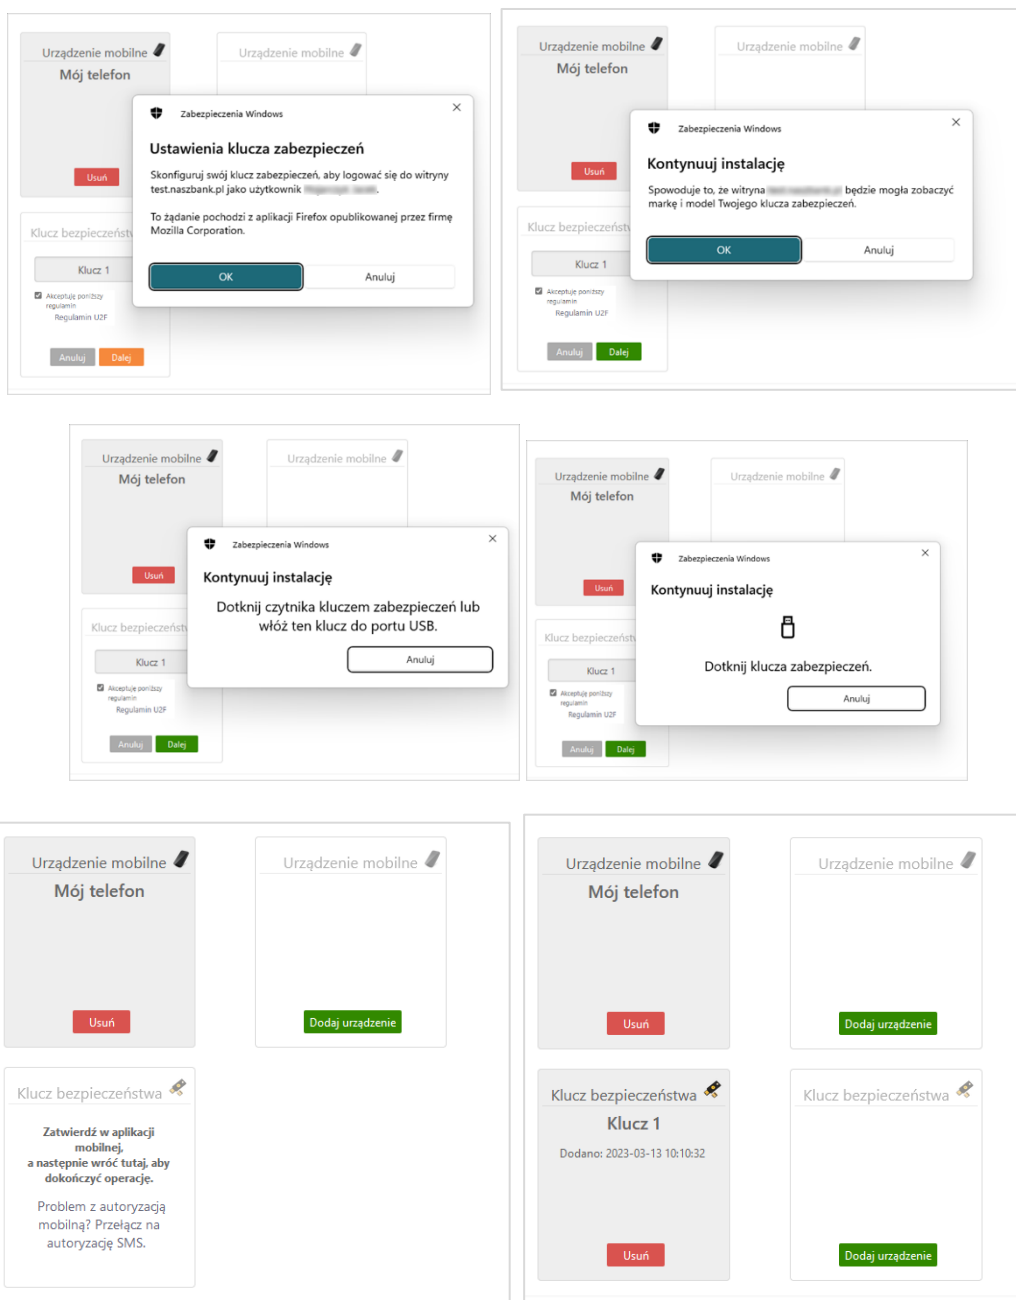 Urządzenie mobilne
Mój telefon
Usuń
Urządzenie mobilne
Klucz bezpieczeństw
Klucz 1
Akceptuję poniższy
regulamin
Regulamin U2F
Anuluj
Dalej
Zabezpieczenia Windows
Ustawienia klucza zabezpieczeń
Skonfiguruj swój klucz zabezpieczeń, aby logować się do witryny
test.naszbank.pl jako użytkownik
To żądanie pochodzi z aplikacji Firefox opublikowanej przez firmę
Mozilla Corporation.
OK
Anuluj
Urządzenie mobilne
Mój telefon
Usuń
Urządzenie mobilne
Klucz bezpieczeństw
Klucz 1
Akceptuję poniższy
regulamin
Regulamin U2F
Anuluj
Dalej
Zabezpieczenia Windows
Kontynuuj instalację
Spowoduje to, że witryna będzie mogła zobaczyć
markę i model Twojego klucza zabezpieczeń.
OK
Anuluj
Urządzenie mobilne
Mój telefon
Usuń
Urządzenie mobilne
Klucz bezpieczeństw
Klucz 1
Akceptuję poniższy
regulamin
Regulamin U2F
Anuluj
Dalej
Zabezpieczenia Windows
Kontynuuj instalację
Dotknij czytnika kluczem zabezpieczeń lub
włóż ten klucz do portu USB.
Anuluj
Urządzenie mobilne
Mój telefon
Usuń
Urządzenie mobilne
Klucz bezpieczeństw
Klucz 1
Akceptuję poniższy
regulamin
Regulamin U2F
Anuluj
Dalej
Zabezpieczenia Windows
Kontynuuj instalację
Dotknij klucza zabezpieczeń.
Anuluj
Urządzenie mobilne
Mój telefon
Usuń
Urządzenie mobilne
Dodaj urządzenie
Klucz bezpieczeństwa
Zatwierdź w aplikacji
mobilnej,
a następnie wróć tutaj, aby
dokończyć operację.
Problem z autoryzacją
mobilną? Przełącz na
autoryzację SMS.
Urządzenie mobilne
Mój telefon
Usuń
Urządzenie mobilne
Dodaj urządzenie
Klucz bezpieczeństwa
Klucz 1
Dodano: 2023-03-13 10:10:32
Usuń
Klucz bezpieczeństwa
Dodaj urządzenie